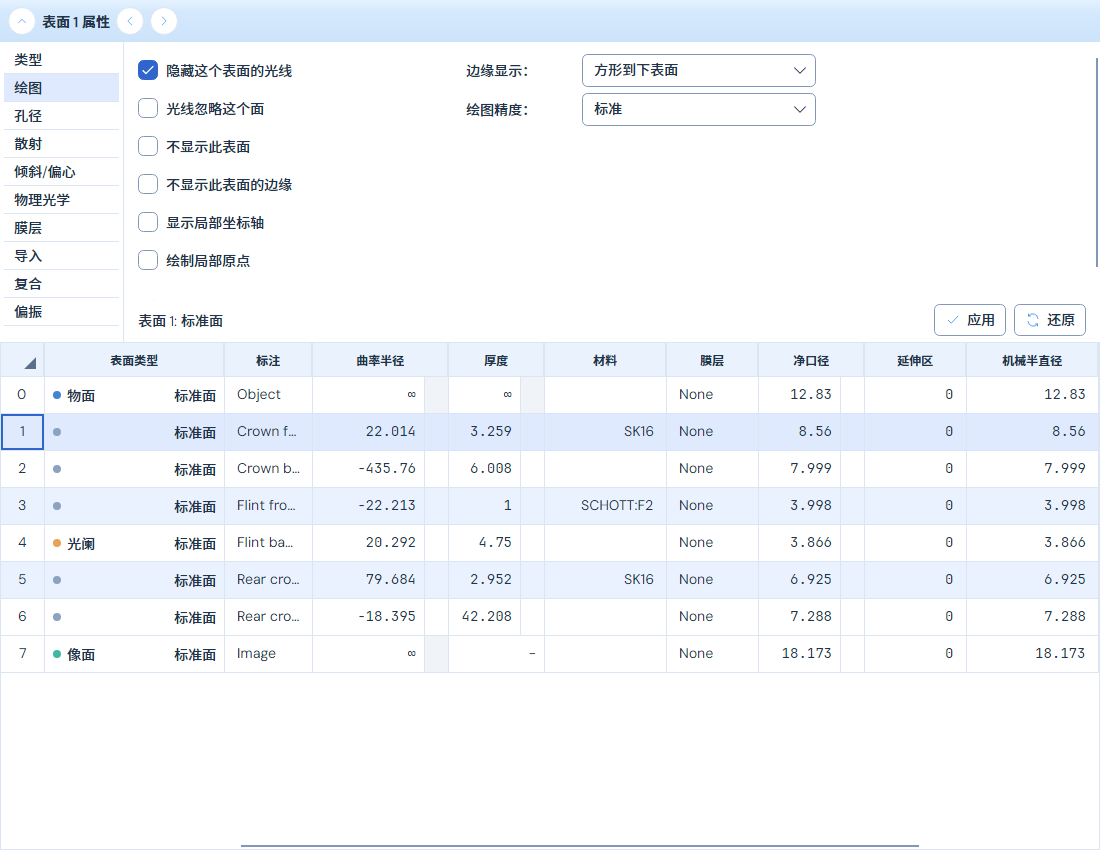 表面 1 属性
类型
绘图
孔径
散射
倾斜/偏心
物理光学
膜层
导入
复合
偏振
隐藏这个表面的光线
光线忽略这个面
不显示此表面
不显示此表面的边缘
显示局部坐标轴
绘制局部原点
边缘显示： 方形到下表面
绘图精度： 标准
表面 1: 标准面
应用 还原
表面类型 标注 曲率半径 厚度 材料 膜层 净口径 延伸区 机械半直径
0 物面 标准面 Object ∞ ∞ None 12.83 0 12.83
1 标准面 Crown f... 22.014 3.259 SK16 None 8.56 0 8.56
2 标准面 Crown b... -435.76 6.008 None 7.999 0 7.999
3 标准面 Flint fro... -22.213 1 SCHOTT:F2 None 3.998 0 3.998
4 光阑 标准面 Flint ba... 20.292 4.75 None 3.866 0 3.866
5 标准面 Rear cro... 79.684 2.952 SK16 None 6.925 0 6.925
6 标准面 Rear cro... -18.395 42.208 None 7.288 0 7.288
7 像面 标准面 Image ∞ - None 18.173 0 18.173